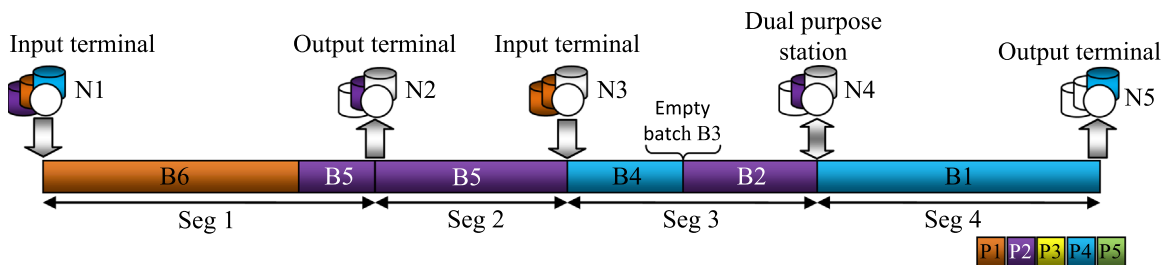 Input terminal
Output terminal
Input terminal
Dual purpose
station
Output terminal
N1
N2
N3
N4
N5
Empty
batch B3
B6
B5
B5
B4
B2
B1
Seg 1
Seg 2
Seg 3
Seg 4
P1 P2 P3 P4 P5